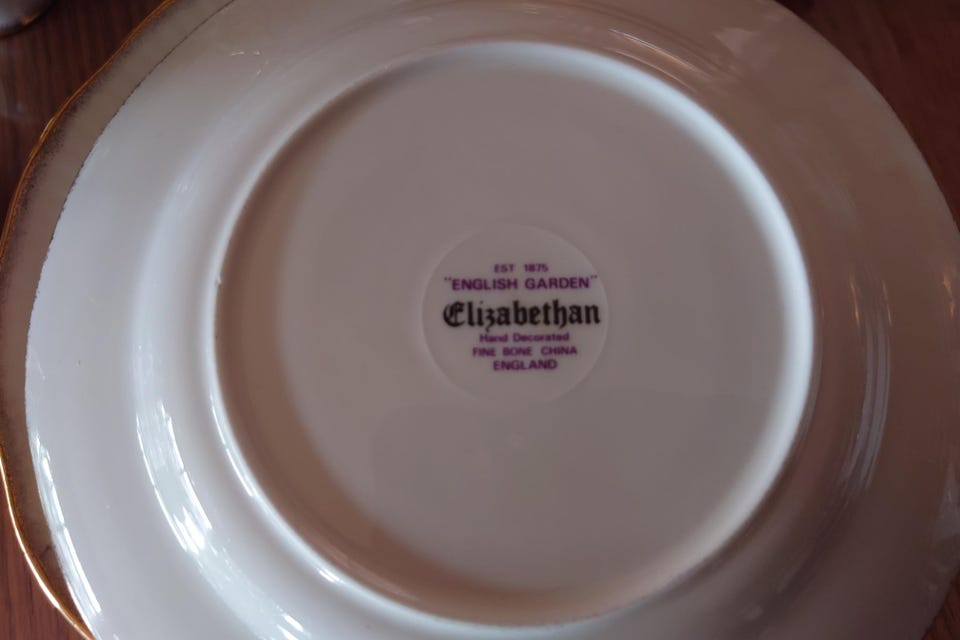 EST 1875
"ENGLISH GARDEN"
Elizabethan
Hand Decorated
FINE BONE CHINA
ENGLAND